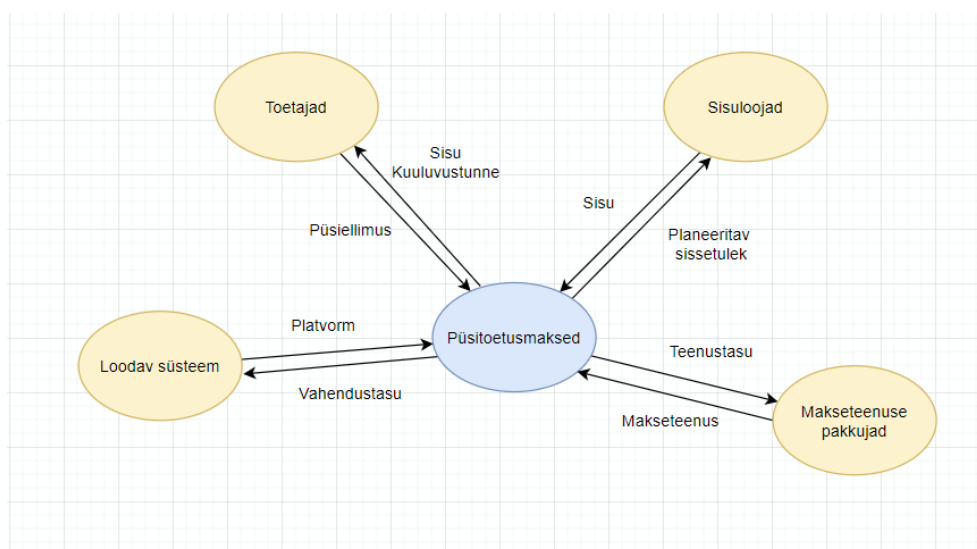 Toetajad
Sisuloojad
Sisu
Kuuluvustunne
Sisu
Püsiellimus
Planeeritav
sissetulek
Platvorm
Püsitoetusmaksed
Teenustasu
Loodav süsteem
Vahendustasu
Makseteenus
Makseteenuse
pakkujad